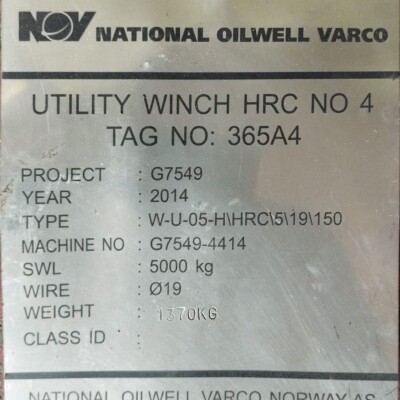 NOV NATIONAL OILWELL VARCO
UTILITY WINCH HRC NO 4
TAG NO: 365A4
PROJECT : G7549
YEAR : 2014
TYPE : W-U-05-H\HRC\5\19\150
MACHINE NO : G7549-4414
SWL : 5000 kg
WIRE : Ø19
WEIGHT : 1370KG
CLASS ID :
NATIONAL OILWELL VARCO NORWAY AS